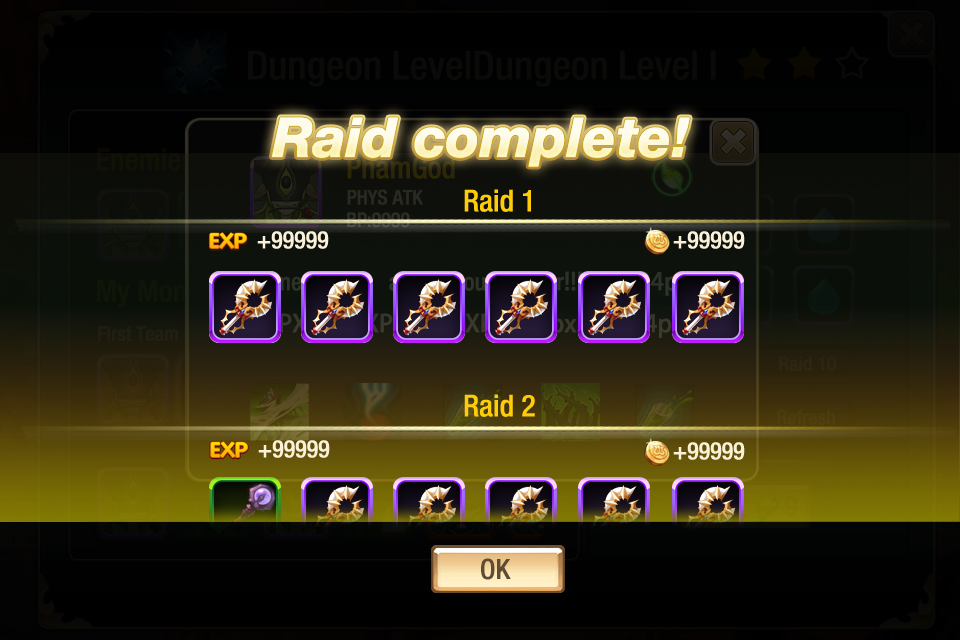 Dungeon LevelDungeon Level I
Raid complete!
Enemie
PhamGod
PHYS ATK
BP:9999
Raid 1
EXP +99999
+99999
My Mon
First Team
Raid 10
Raid 2
Refresh
EXP +99999
+99999
OK